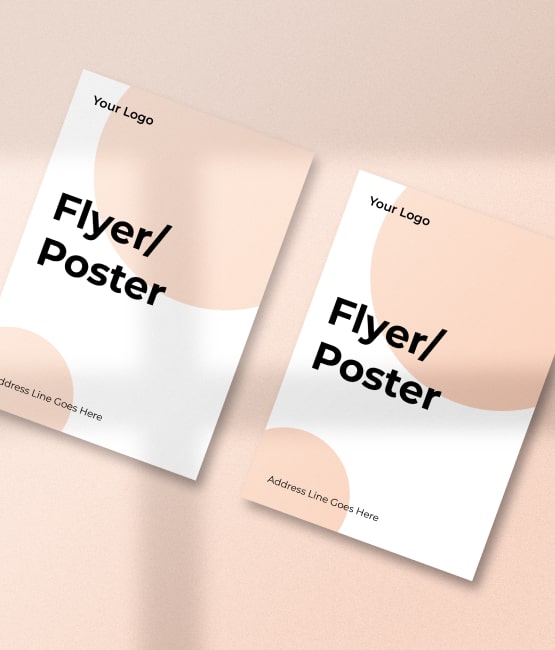 Your Logo
Flyer/
Poster
ddress Line Goes Here
Your Logo
Flyer/
Poster
Address Line Goes Here